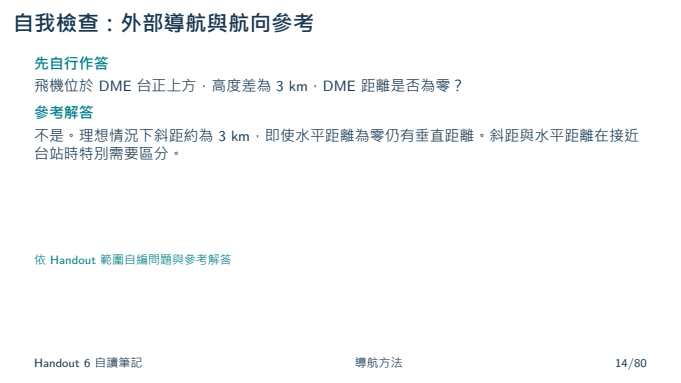 自我檢查：外部導航與航向參考
先自行作答
飛機位於 DME 台正上方，高度差為 3 km，DME 距離是否為零？
參考解答
不是。理想情況下斜距約為 3 km，即使水平距離為零仍有垂直距離。斜距與水平距離在接近
台站時特別需要區分。
依 Handout 範圍自編問題與參考解答
Handout 6 自讀筆記
導航方法
14/80